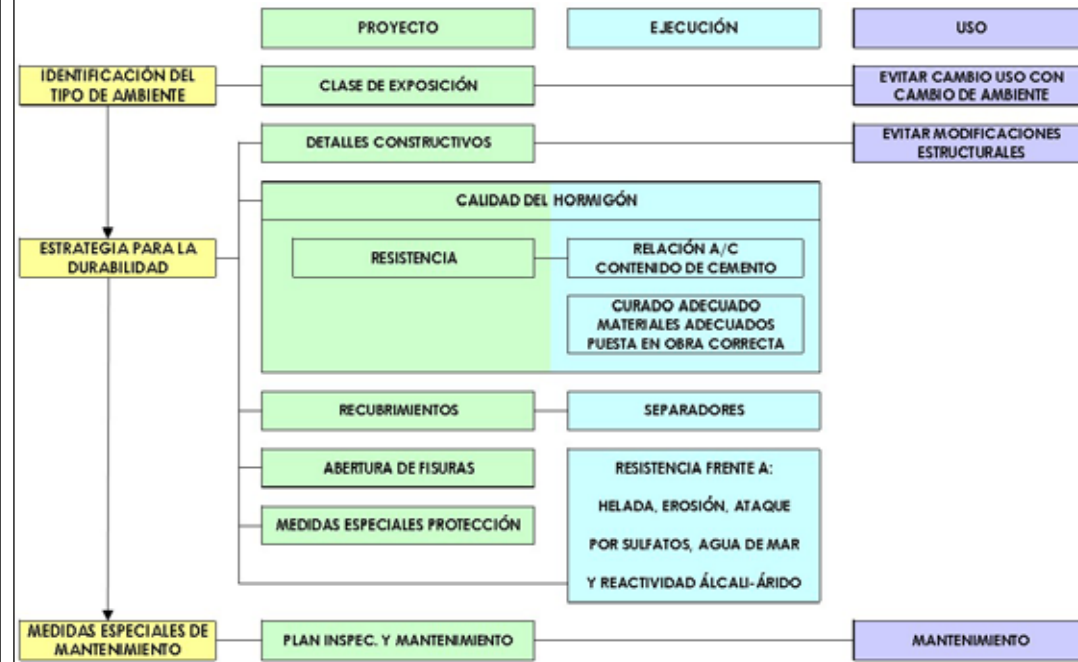 PROYECTO
EJECUCIÓN
USO
IDENTIFICACIÓN DEL
TIPO DE AMBIENTE
CLASE DE EXPOSICIÓN
EVITAR CAMBIO USO CON
CAMBIO DE AMBIENTE
DETALLES CONSTRUCTIVOS
EVITAR MODIFICACIONES
ESTRUCTURALES
CALIDAD DEL HORMIGÓN
ESTRATEGIA PARA LA
DURABILIDAD
RESISTENCIA
RELACIÓN A/C
CONTENIDO DE CEMENTO
CURADO ADECUADO
MATERIALES ADECUADOS
PUESTA EN OBRA CORRECTA
RECUBRIMIENTOS
SEPARADORES
ABERTURA DE FISURAS
MEDIDAS ESPECIALES PROTECCIÓN
RESISTENCIA FRENTE A:
HELADA, EROSIÓN, ATAQUE
POR SULFATOS, AGUA DE MAR
Y REACTIVIDAD ÁLCALI-ÁRIDO
MEDIDAS ESPECIALES DE
MANTENIMIENTO
PLAN INSPEC. Y MANTENIMIENTO
MANTENIMIENTO